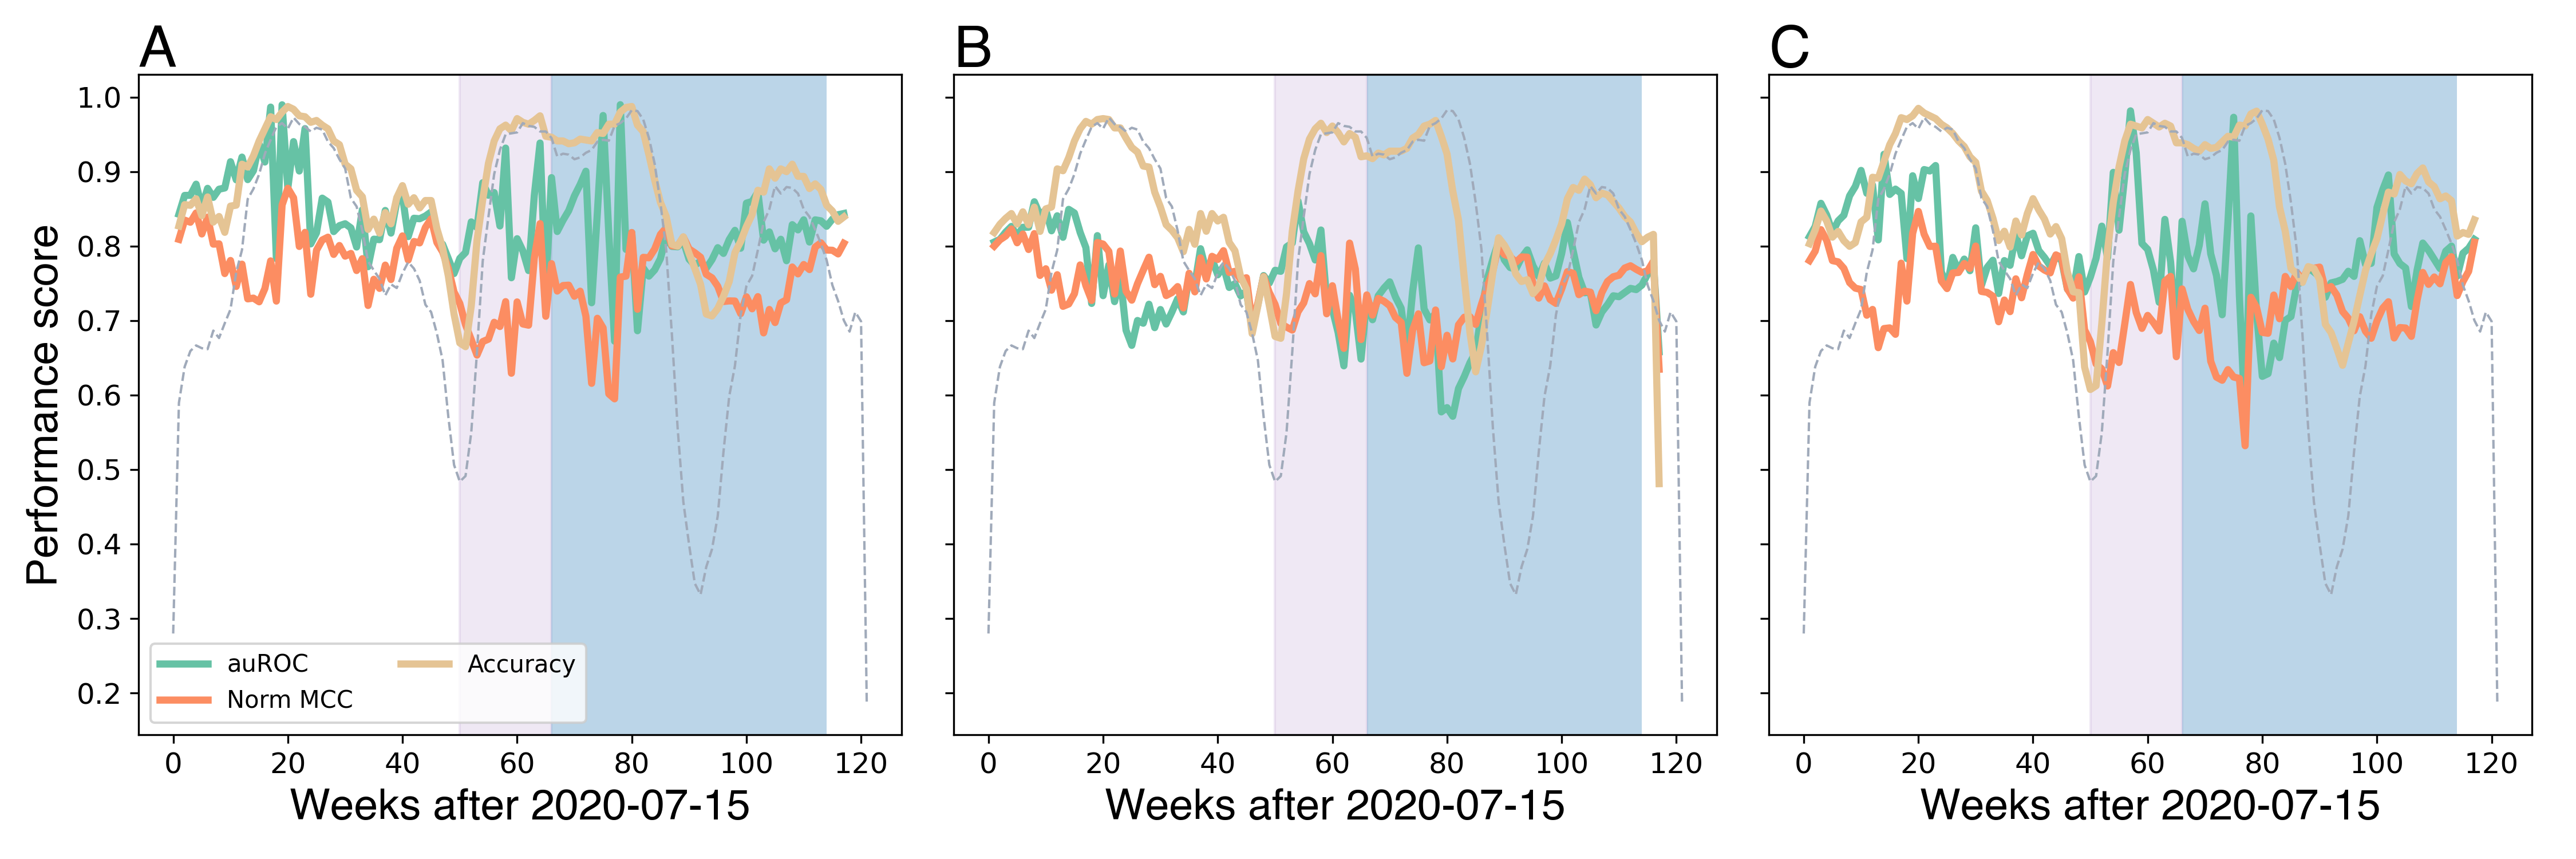 A
B
C
Performance score
1.0
0.9
0.8
0.7
0.6
0.5
0.4
0.3
0.2
auROC
Norm MCC
Accuracy
0 20 40 60 80 100 120
0 20 40 60 80 100 120
0 20 40 60 80 100 120
Weeks after 2020-07-15
Weeks after 2020-07-15
Weeks after 2020-07-15